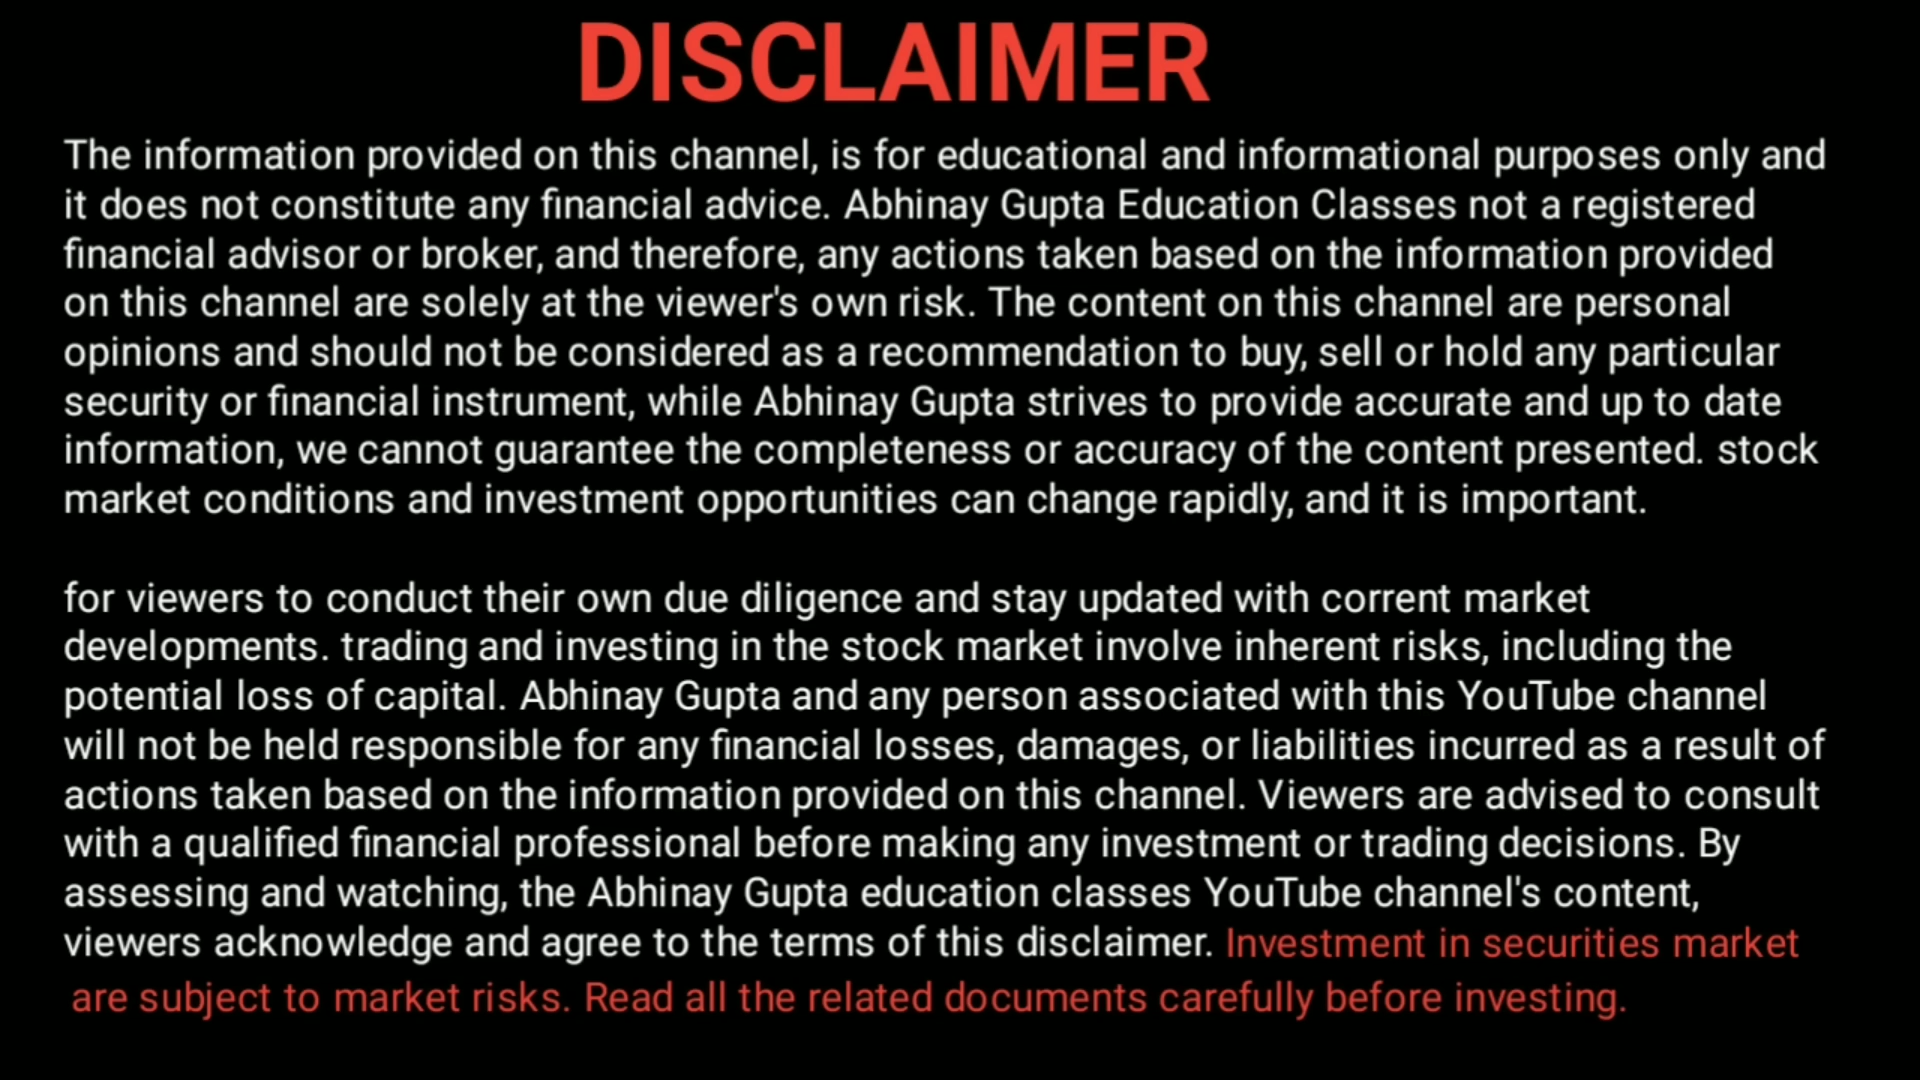 DISCLAIMER
The information provided on this channel, is for educational and informational purposes only and
it does not constitute any financial advice. Abhinay Gupta Education Classes not a registered
financial advisor or broker, and therefore, any actions taken based on the information provided
on this channel are solely at the viewer's own risk. The content on this channel are personal
opinions and should not be considered as a recommendation to buy, sell or hold any particular
security or financial instrument, while Abhinay Gupta strives to provide accurate and up to date
information, we cannot guarantee the completeness or accuracy of the content presented. stock
market conditions and investment opportunities can change rapidly, and it is important.
for viewers to conduct their own due diligence and stay updated with corrent market
developments. trading and investing in the stock market involve inherent risks, including the
potential loss of capital. Abhinay Gupta and any person associated with this YouTube channel
will not be held responsible for any financial losses, damages, or liabilities incurred as a result of
actions taken based on the information provided on this channel. Viewers are advised to consult
with a qualified financial professional before making any investment or trading decisions. By
assessing and watching, the Abhinay Gupta education classes YouTube channel's content,
viewers acknowledge and agree to the terms of this disclaimer. Investment in securities market
are subject to market risks. Read all the related documents carefully before investing.